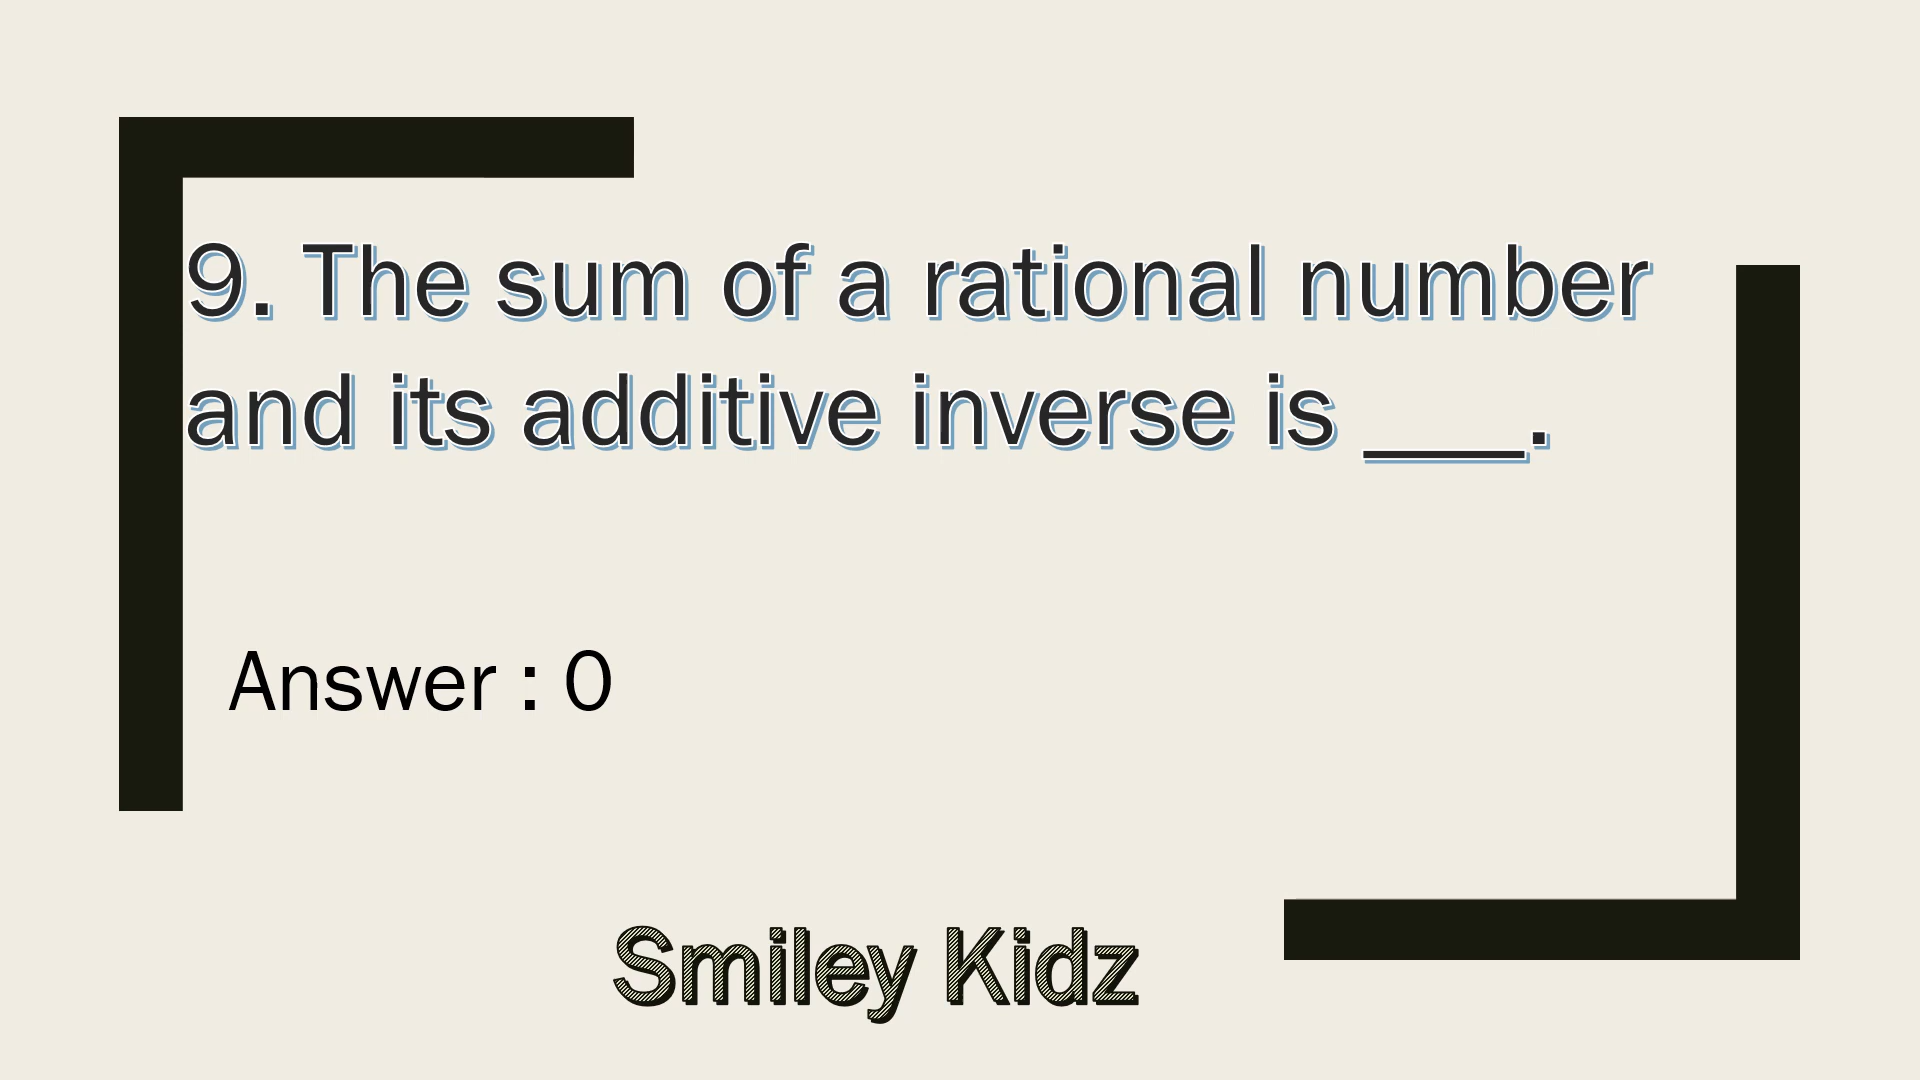 9. The sum of a rational number
and its additive inverse is ____.
Answer : 0
Smiley Kidz